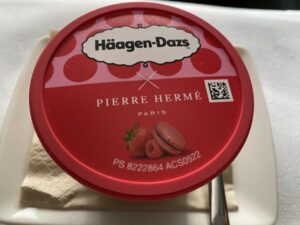 Häagen-Dazs
PIERRE HERMÉ
PARIS
PS 8222864 ACS0522